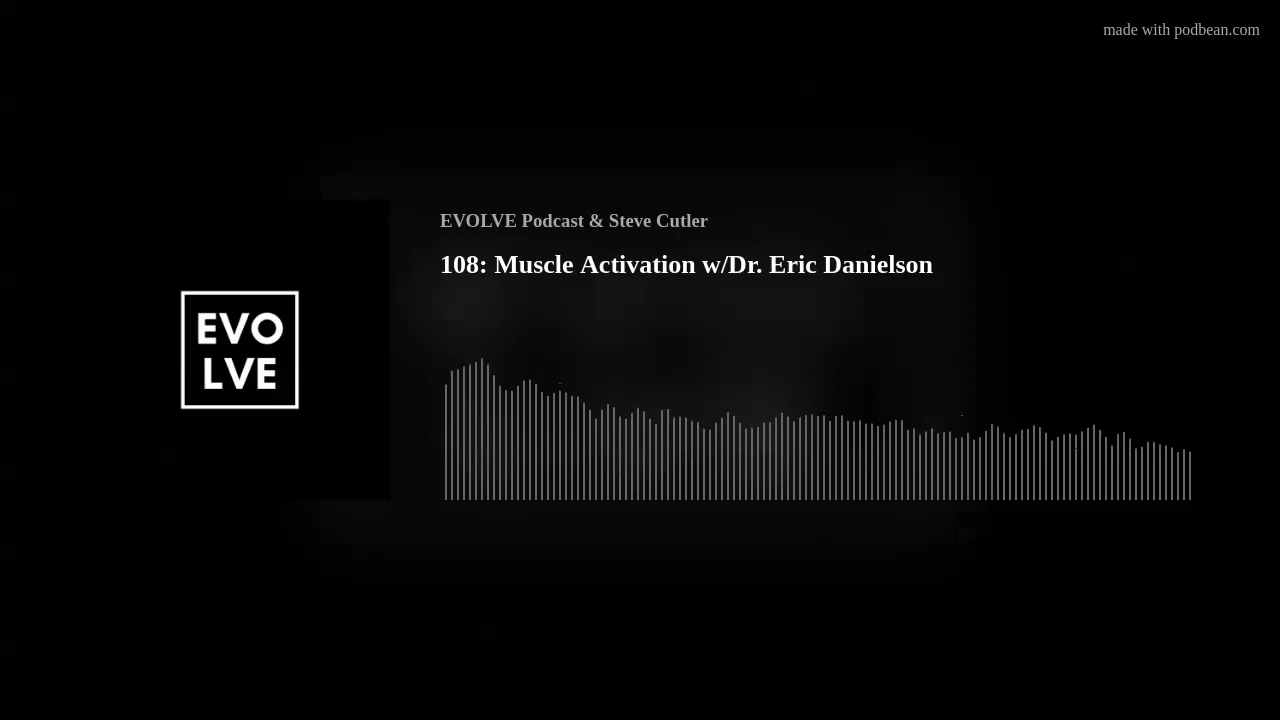 made with podbean.com
EVOLVE Podcast & Steve Cutler
108: Muscle Activation w/Dr. Eric Danielson
EVO
LVE